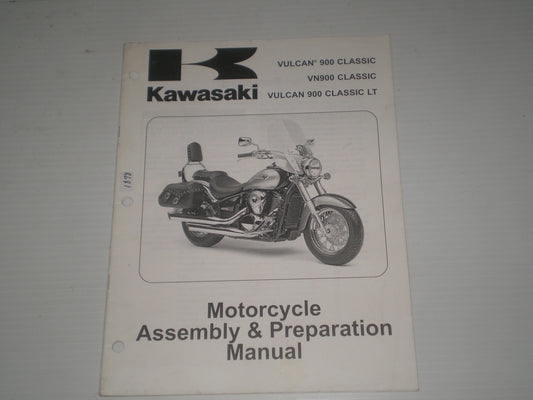 VULCAN® 900 CLASSIC
VN900 CLASSIC
Kawasaki
VULCAN 900 CLASSIC LT
Motorcycle
Assembly & Preparation
Manual